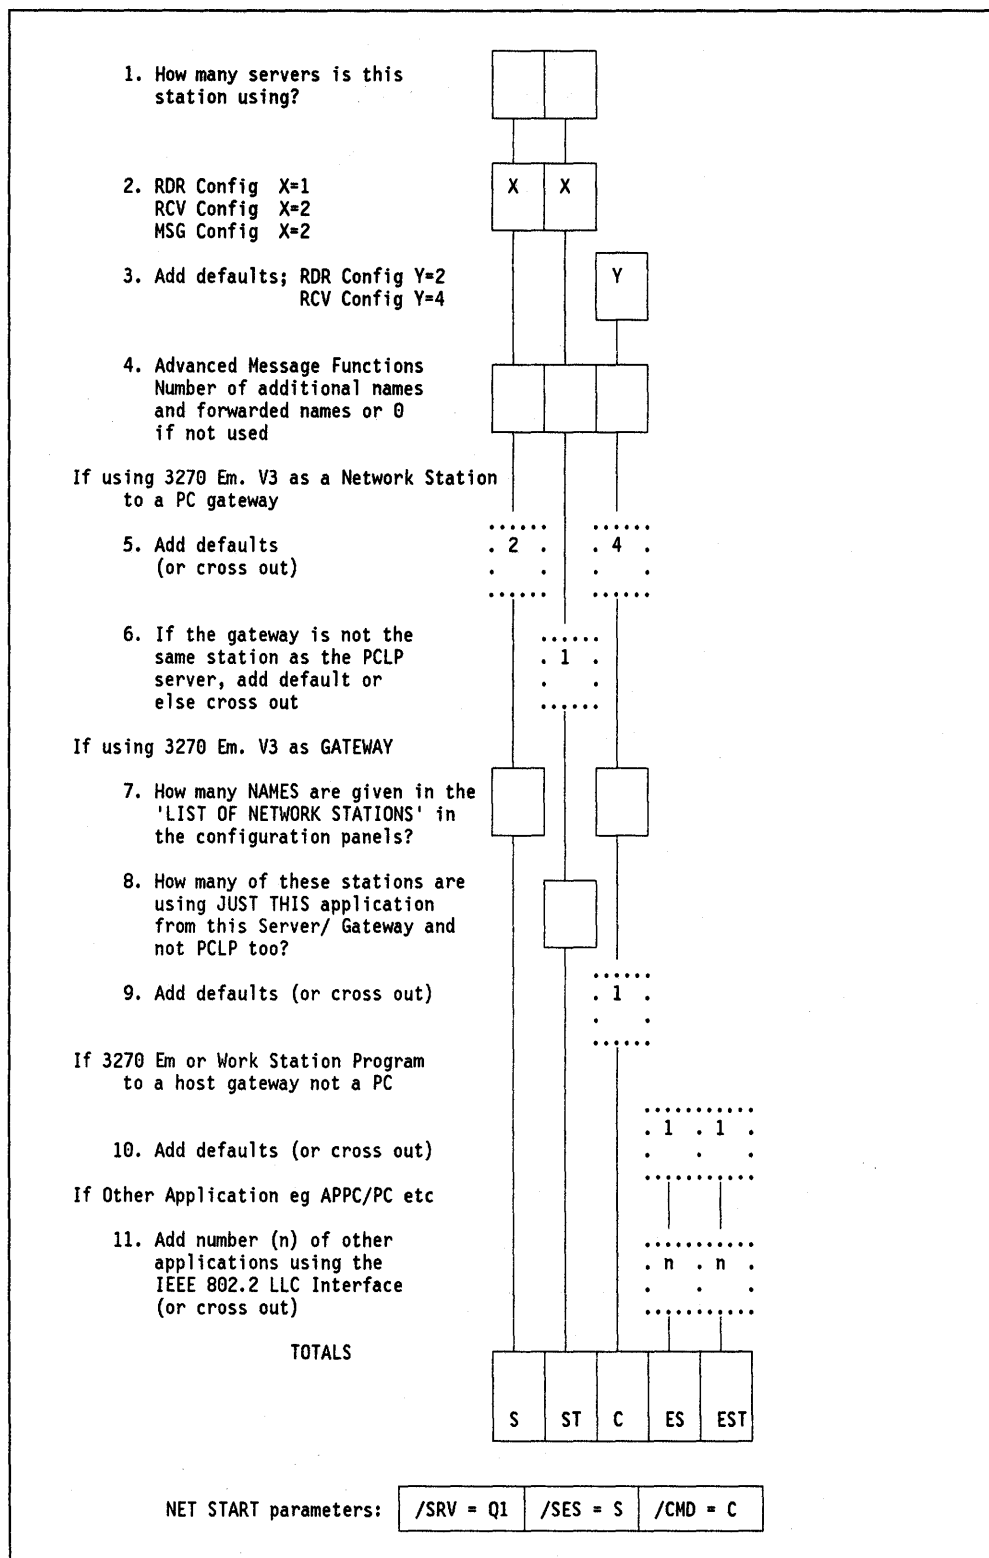 1. How many servers is this
station using?
2. RDR Config X=1 X X
RCV Config X=2
MSG Config X=2
3. Add defaults; RDR Config Y=2 Y
RCV Config Y=4
4. Advanced Message Functions
Number of additional names
and forwarded names or 0
if not used
If using 3270 Em. V3 as a Network Station
to a PC gateway
5. Add defaults 2 4
(or cross out)
6. If the gateway is not the
same station as the PCLP 1
server, add default or
else cross out
If using 3270 Em. V3 as GATEWAY
7. How many NAMES are given in the
'LIST OF NETWORK STATIONS' in
the configuration panels?
8. How many of these stations are
using JUST THIS application
from this Server/ Gateway and
not PCLP too?
9. Add defaults (or cross out) 1
If 3270 Em or Work Station Program
to a host gateway not a PC
1 1
10. Add defaults (or cross out)
If Other Application eg APPC/PC etc
11. Add number (n) of other
applications using the n n
IEEE 802.2 LLC Interface
(or cross out)
TOTALS
S ST C ES EST
NET START parameters: /SRV = Q1 /SES = S /CMD = C